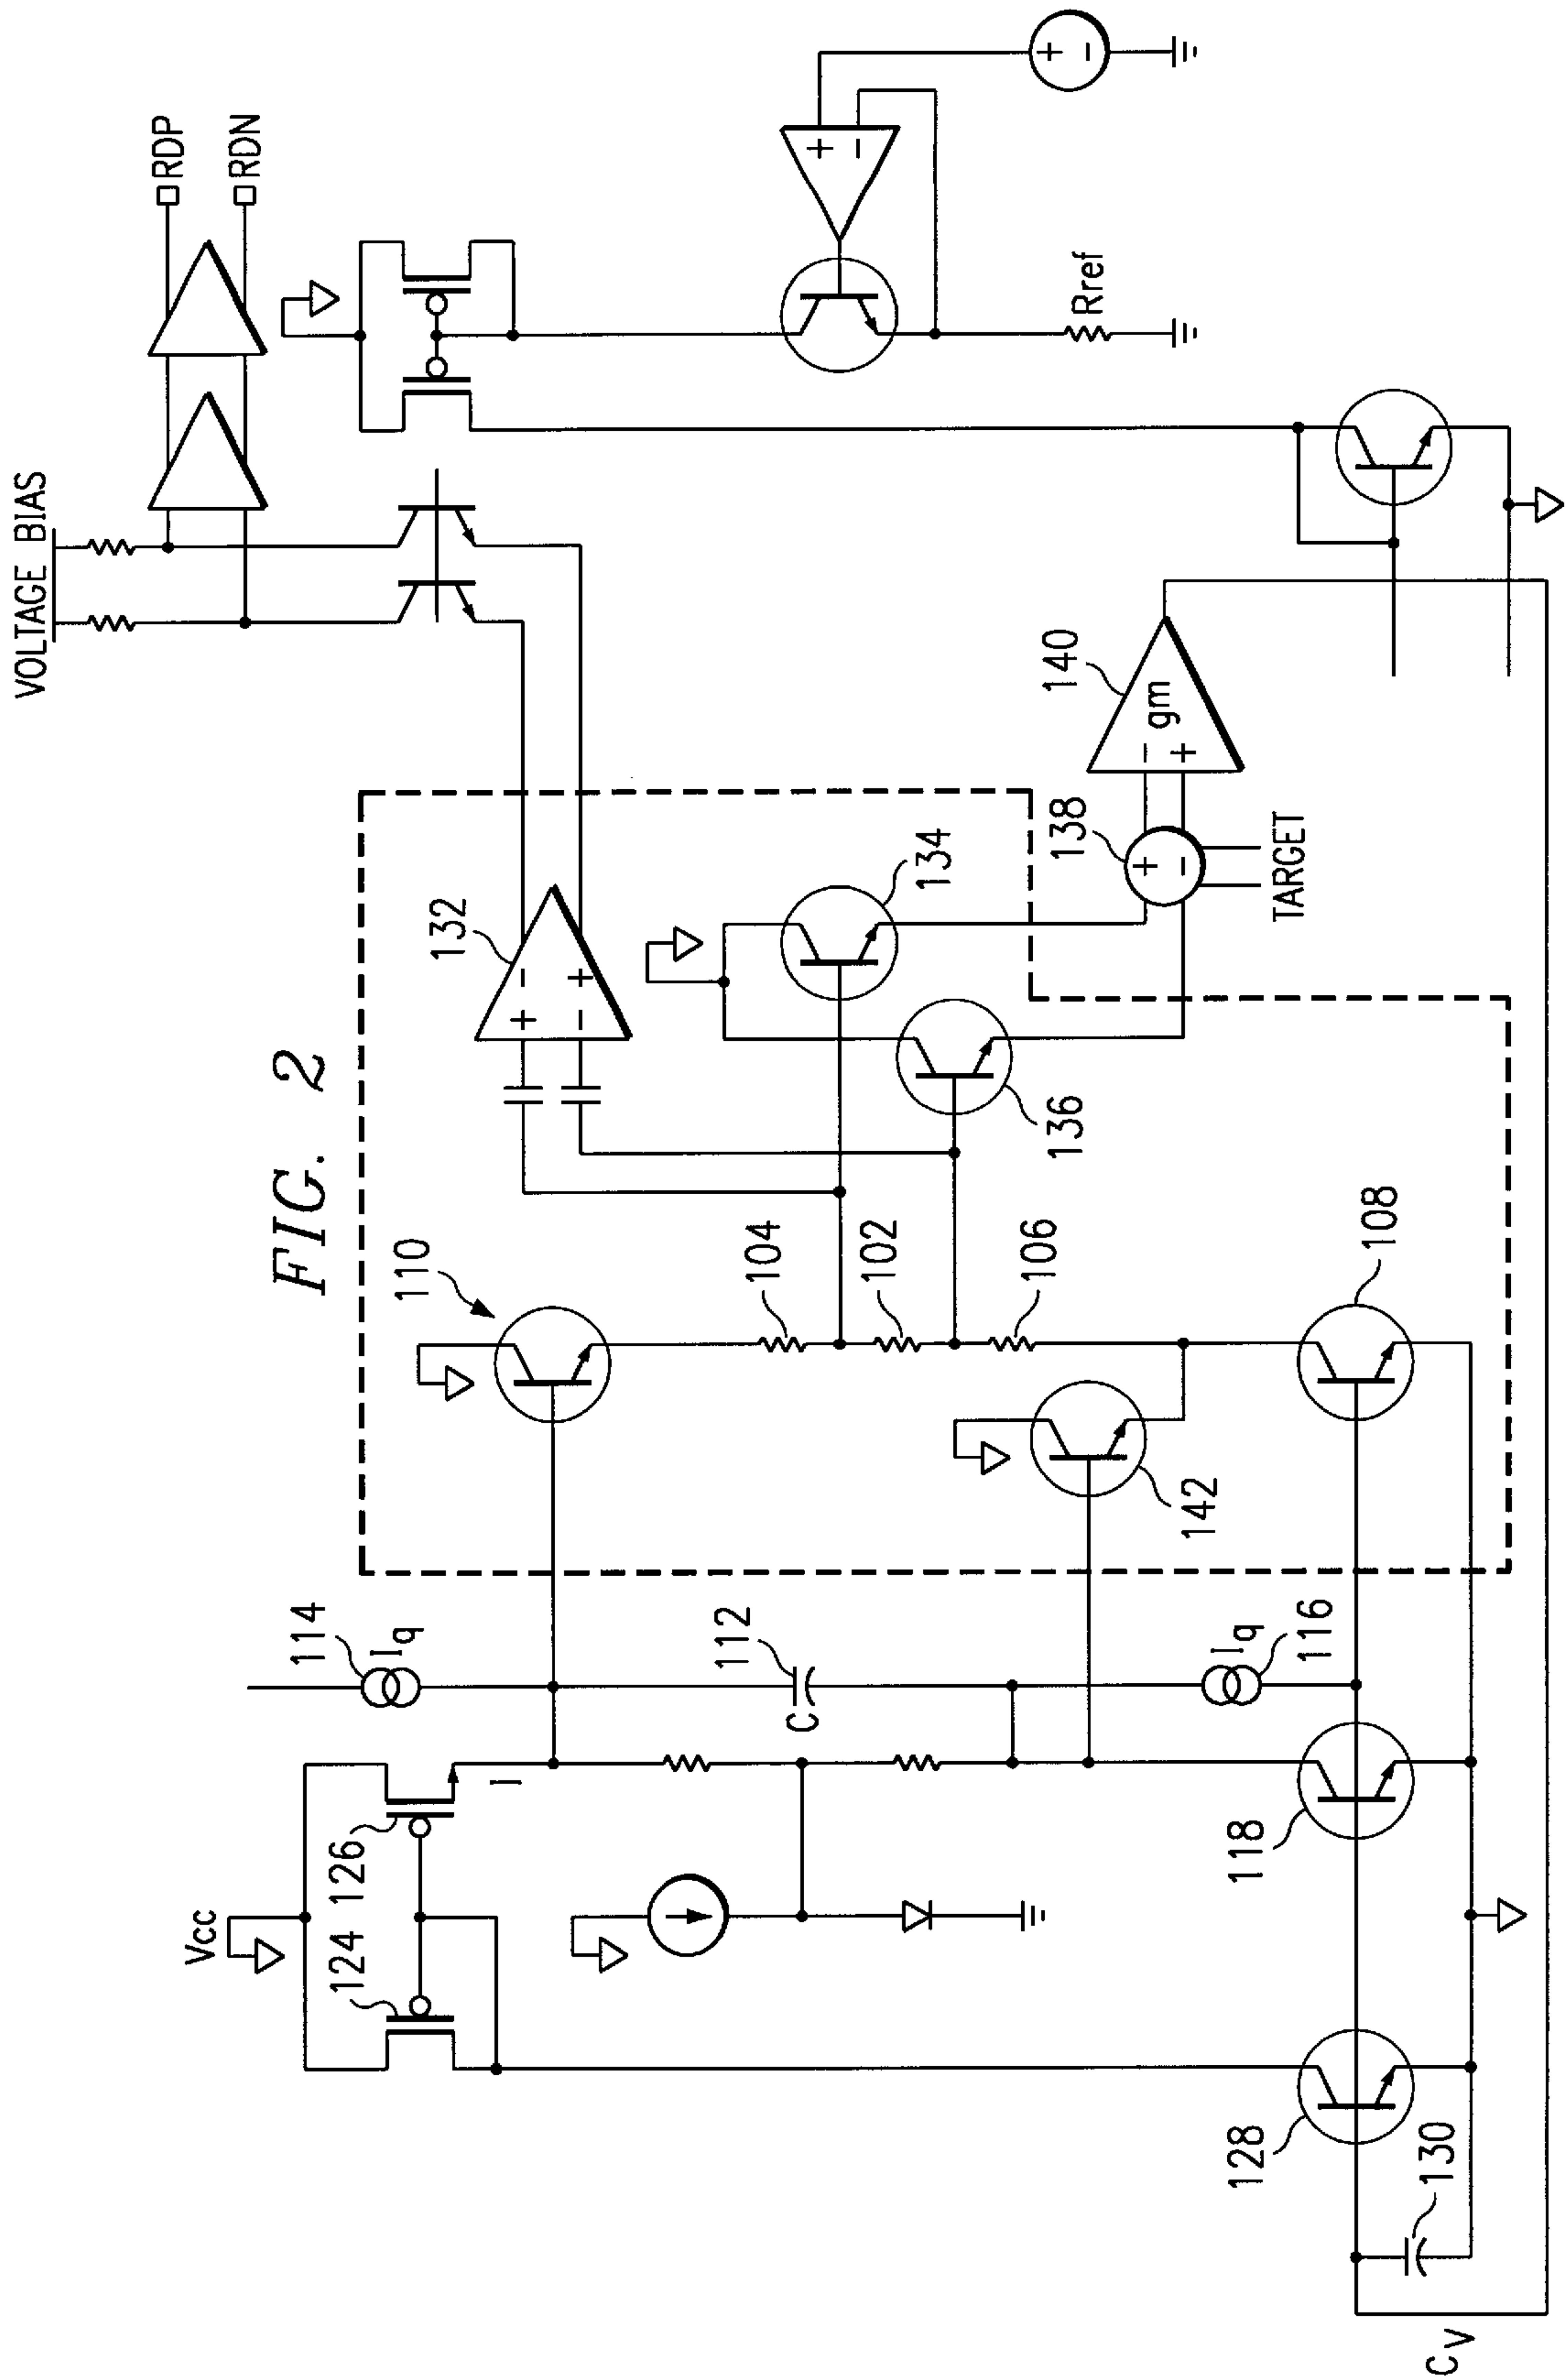 FIG. 2
VOLTAGE BIAS
RDP
RDN
Vcc
124
126
I
114
Iq
110
132
104
102
106
112
C
134
136
138
+ -
TARGET
140
gm
- +
+ -
+ -
- +
Rref
142
116
Iq
118
108
128
130
Cv